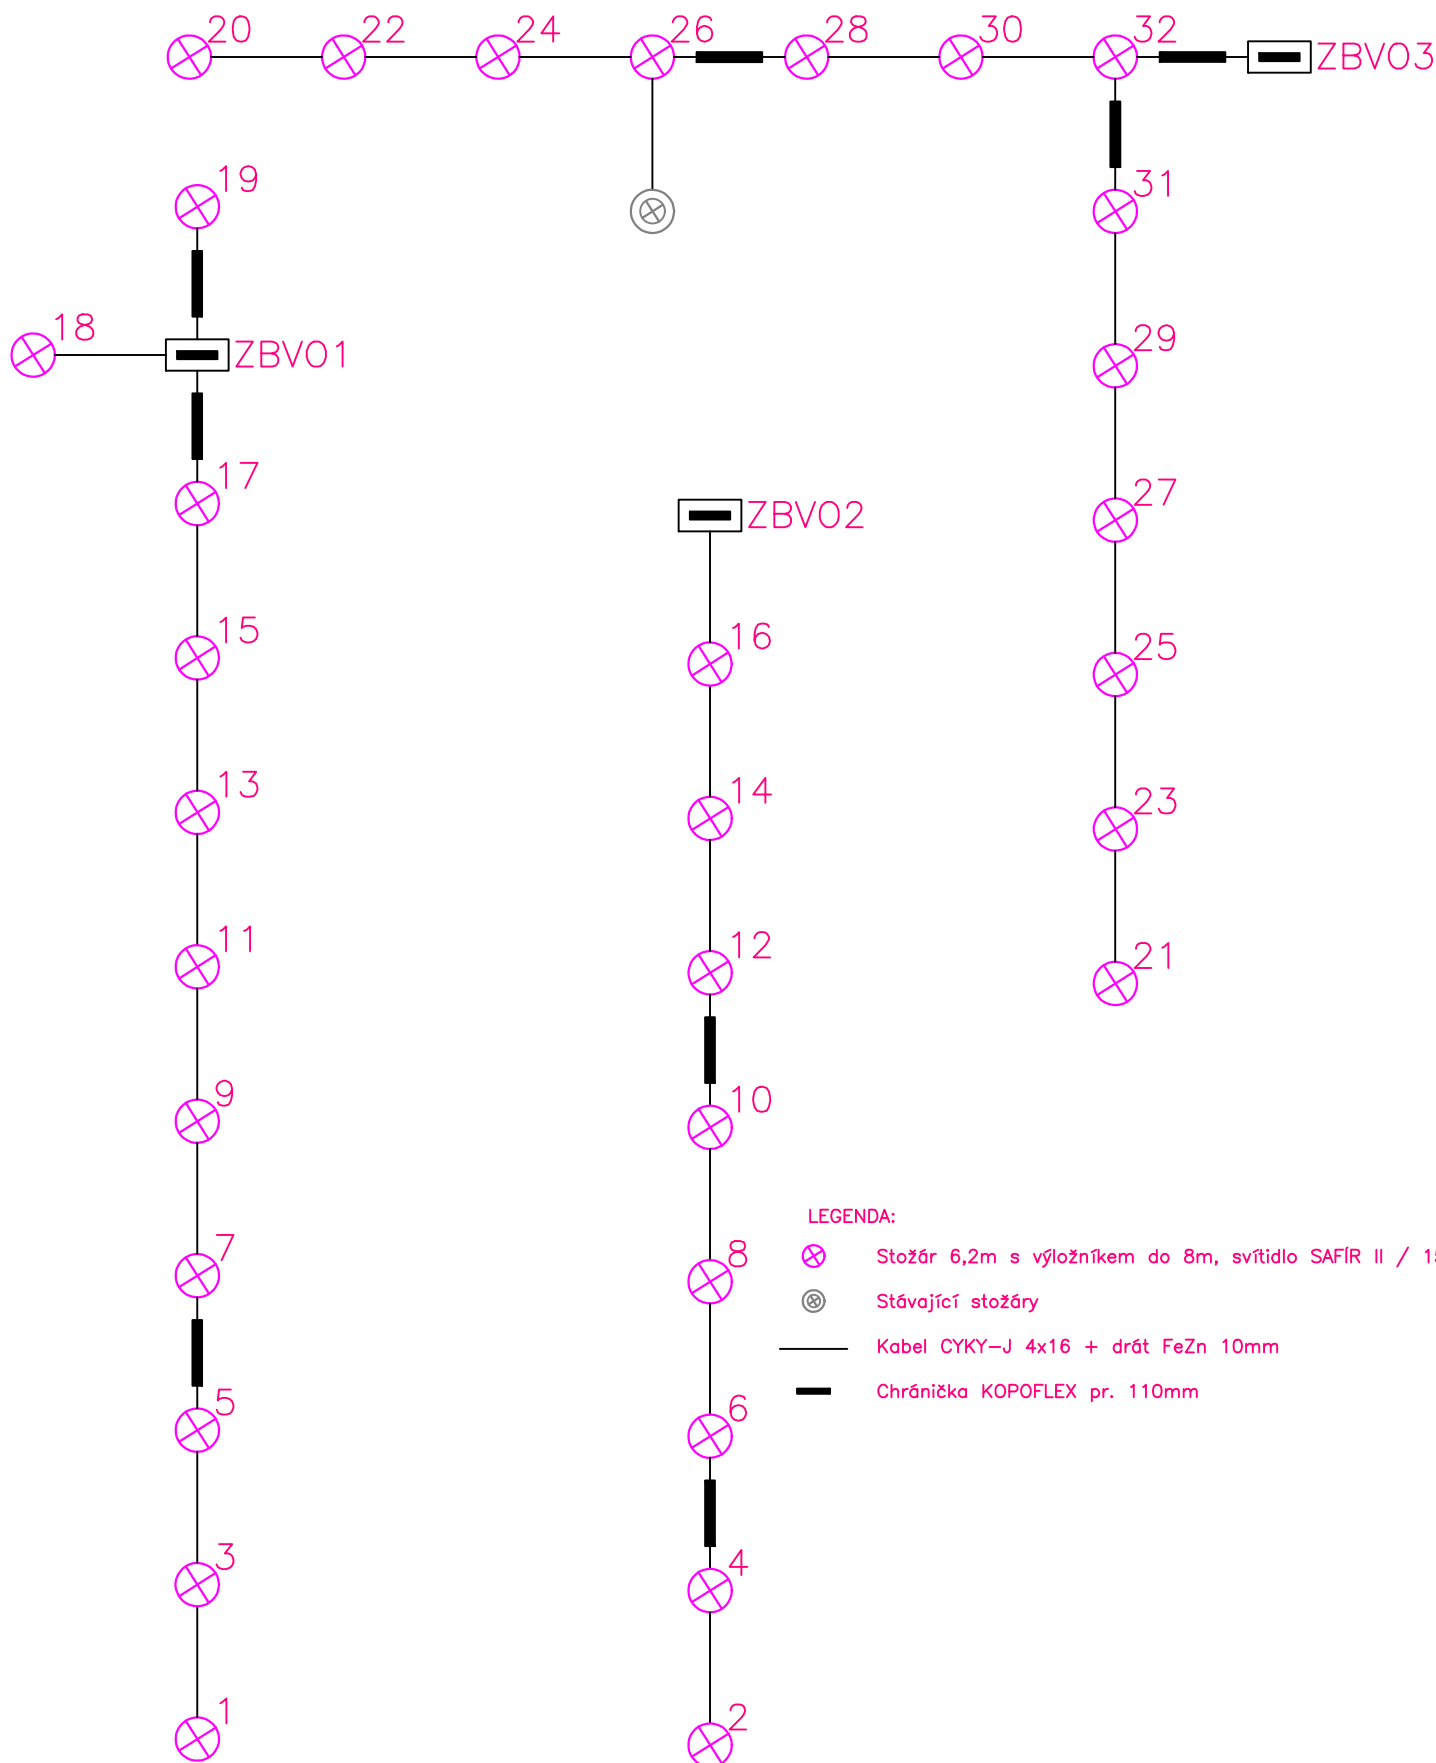 20 22 24 26 28 30 32 ZBVO3
19 31
18 ZBVO1 29
17 ZBVO2 27
15 16 25
13 14 23
11 12 21
9 10
7 8
5 6
3 4
1 2
LEGENDA:
Stožár 6,2m s výložníkem do 8m, svítidlo SAFÍR II /
Stávající stožáry
Kabel CYKY-J 4x16 + drát FeZn 10mm
Chránička KOPOFLEX pr. 110mm